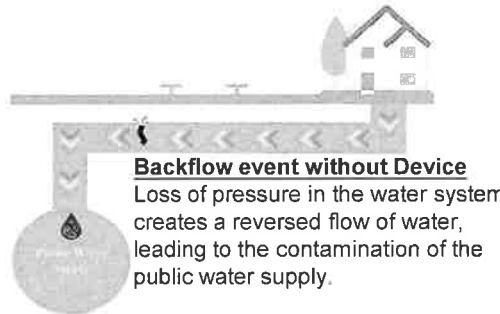 Backflow event without Device
Loss of pressure in the water system
creates a reversed flow of water,
leading to the contamination of the
public water supply.